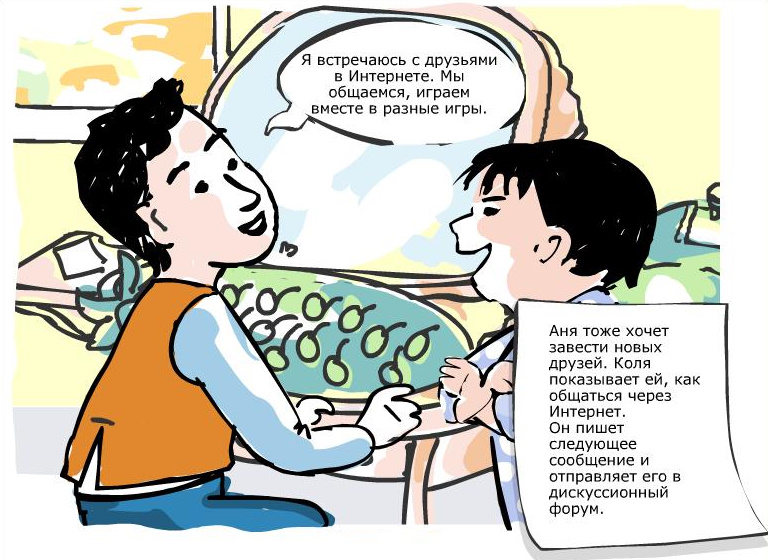 Я встречаюсь с друзьями
в Интернете. Мы
общаемся, играем
вместе в разные игры.
Аня тоже хочет
завести новых
друзей. Коля
показывает ей, как
общаться через
Интернет.
Он пишет
следующее
сообщение и
отправляет его в
дискуссионный
форум.